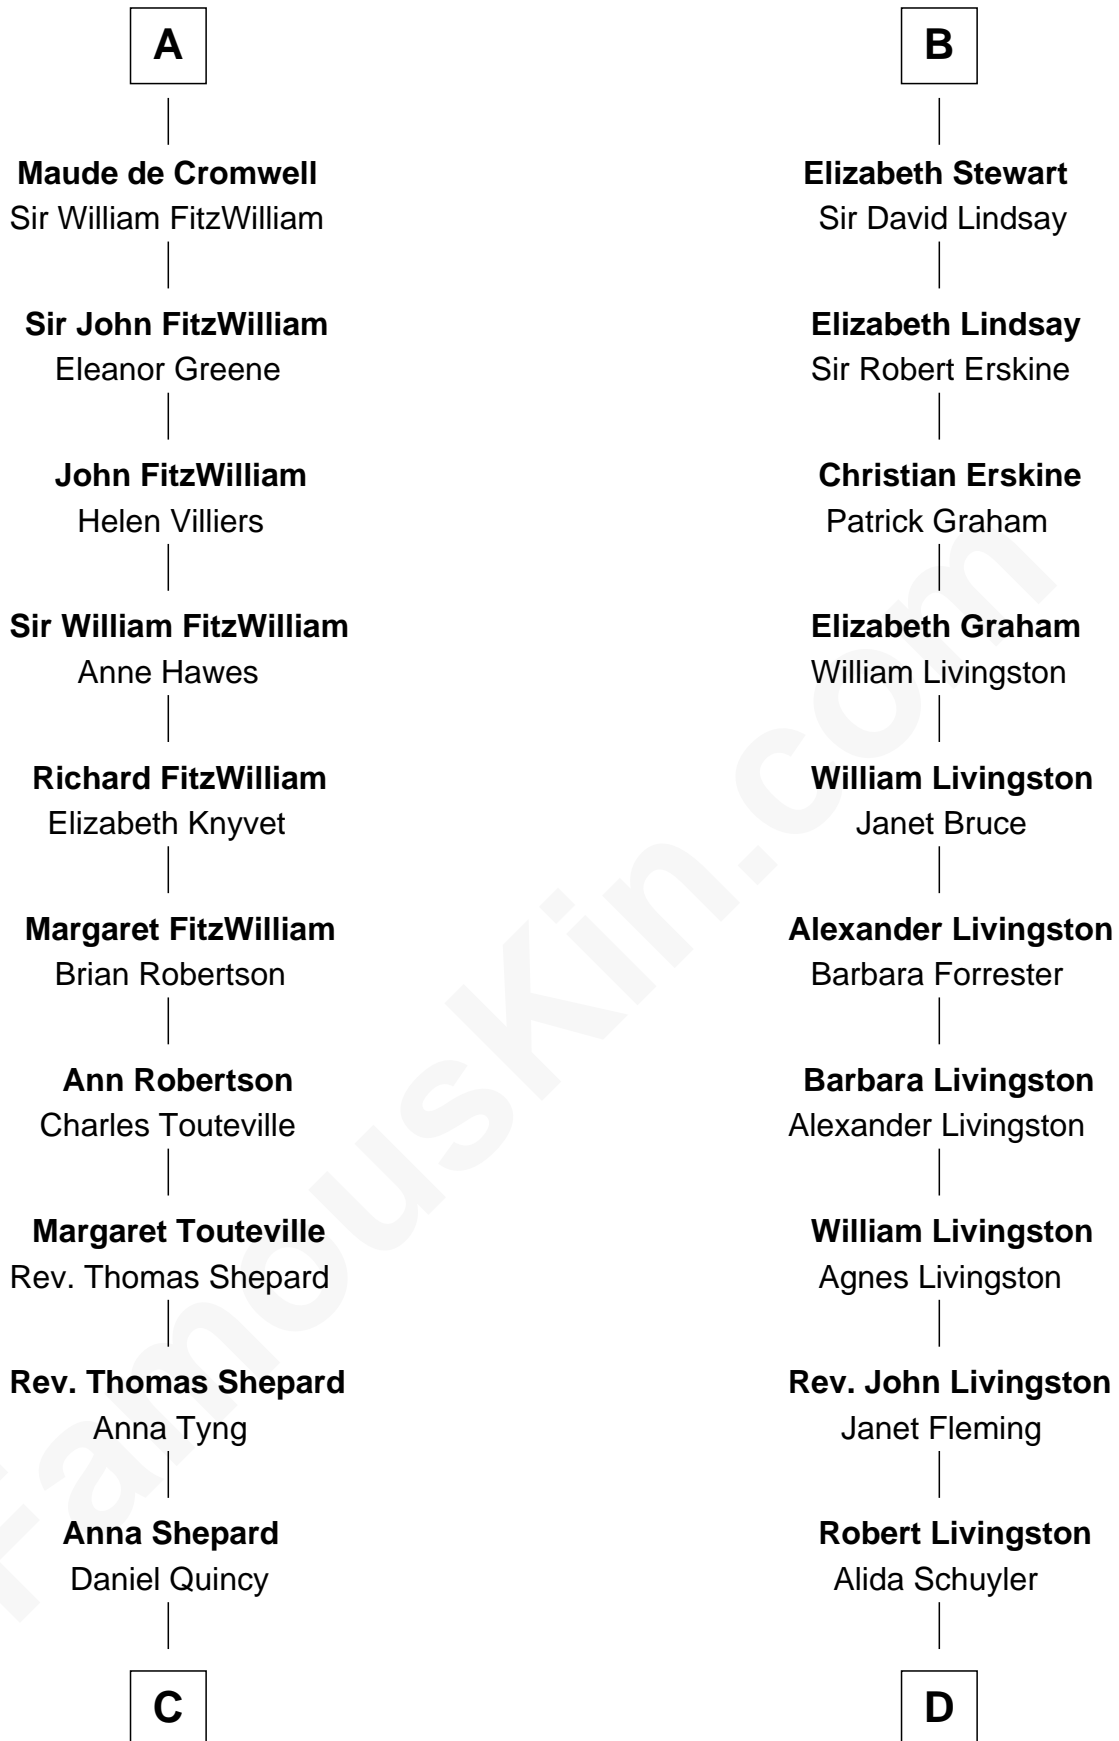 A
Maude de Cromwell
Sir William FitzWilliam
Sir John FitzWilliam
Eleanor Greene
John FitzWilliam
Helen Villiers
Sir William FitzWilliam
Anne Hawes
Richard FitzWilliam
Elizabeth Knyvet
Margaret FitzWilliam
Brian Robertson
Ann Robertson
Charles Touteville
Margaret Touteville
Rev. Thomas Shepard
Rev. Thomas Shepard
Anna Tyng
Anna Shepard
Daniel Quincy
C
B
Elizabeth Stewart
Sir David Lindsay
Elizabeth Lindsay
Sir Robert Erskine
Christian Erskine
Patrick Graham
Elizabeth Graham
William Livingston
William Livingston
Janet Bruce
Alexander Livingston
Barbara Forrester
Barbara Livingston
Alexander Livingston
William Livingston
Agnes Livingston
Rev. John Livingston
Janet Fleming
Robert Livingston
Alida Schuyler
D
FamousKin.com